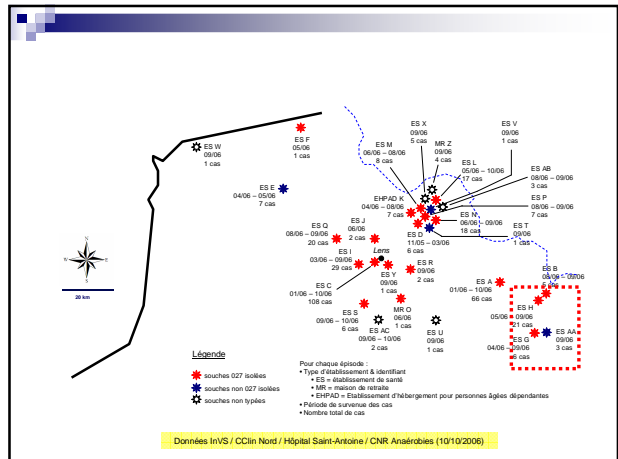 ES W
09/06
1 cas
ES F
05/06
1 cas
ES E
04/06 – 05/06
7 cas
ES X
09/06
5 cas
ES V
09/06
1 cas
ES M
06/06 – 08/06
8 cas
MR Z
09/06
4 cas
ES L
05/06 – 10/06
17 cas
ES AB
08/06 – 09/06
3 cas
EHPAD K
04/06 – 08/06
7 cas
ES P
08/06 – 09/06
7 cas
ES N
06/06 – 09/06
18 cas
ES T
09/06
1 cas
ES D
11/05 – 03/06
6 cas
ES Q
08/06 – 09/06
20 cas
ES J
06/06
2 cas
Lens
ES I
03/06 – 09/06
29 cas
ES R
09/06
2 cas
ES Y
09/06
1 cas
ES C
01/06 – 10/06
108 cas
ES A
01/06 – 10/06
66 cas
ES B
ES H
05/06 – 09/06
21 cas
ES S
09/06 – 10/06
6 cas
MR O
06/06
1 cas
ES AC
09/06 – 10/06
2 cas
ES U
09/06
1 cas
ES G
04/06 – 09/06
6 cas
ES AA
09/06
3 cas
20 km
Légende
souches 027 isolées
souches non 027 isolées
souches non typées
Pour chaque épisode :
• Type d'établissement & identifiant
• ES = établissement de santé
• MR = maison de retraite
• EHPAD = Etablissement d'hébergement pour personnes âgées dépendantes
• Période de survenue des cas
• Nombre total de cas
Données InVS / CClin Nord / Hôpital Saint-Antoine / CNR Anaérobies (10/10/2006)